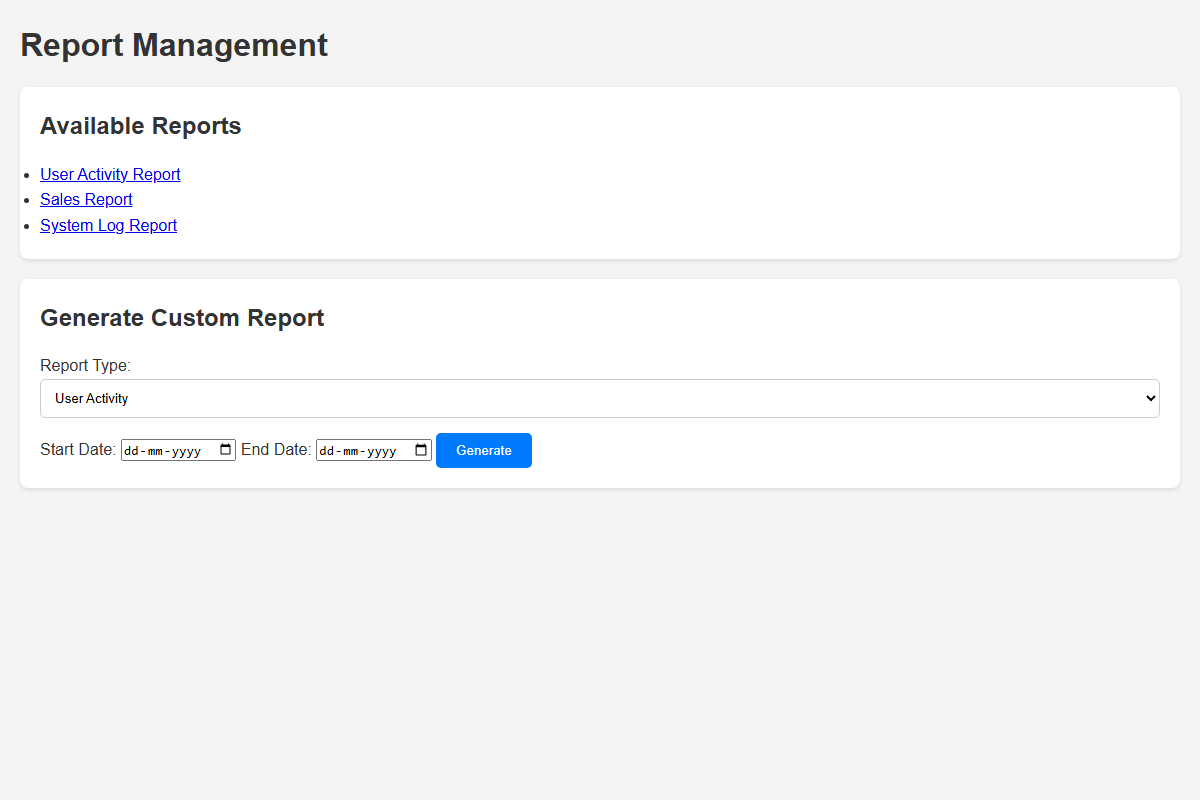 Report Management
Available Reports
User Activity Report
Sales Report
System Log Report
Generate Custom Report
Report Type:
User Activity
Start Date: dd-mm-yyyy End Date: dd-mm-yyyy Generate